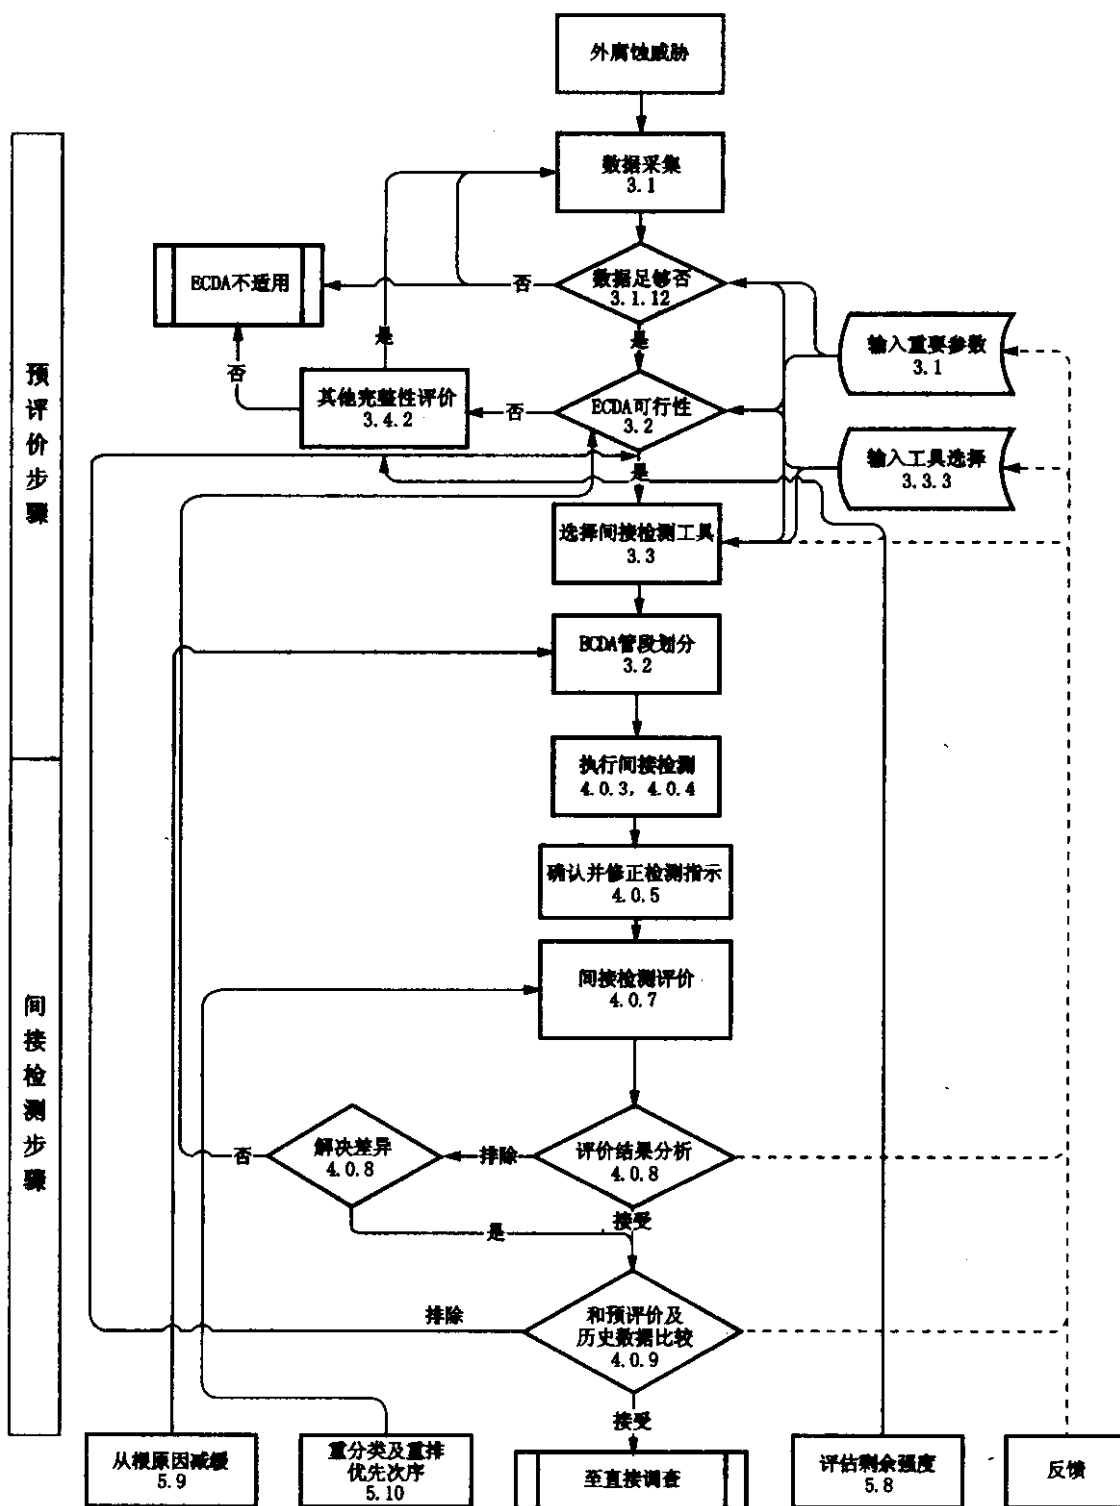 外腐蚀威胁
数据采集
3.1
ECDA不适用
否
数据足够否
3.1.12
是
是
输入重要参数
3.1
否
其他完整性评价
3.4.2
否
ECDA可行性
3.2
输入工具选择
3.3.3
是
选择间接检测工具
3.3
ECDA管段划分
3.2
预评价步骤
执行间接检测
4.0.3, 4.0.4
确认并修正检测指示
4.0.5
间接检测评价
4.0.7
间接检测步骤
否
解决差异
4.0.8
排除
评价结果分析
4.0.8
接受
是
排除
和预评价及
历史数据比较
4.0.9
接受
从根原因减缓
5.9
重分类及重排
优先次序
5.10
至直接调查
评估剩余强度
5.8
反馈